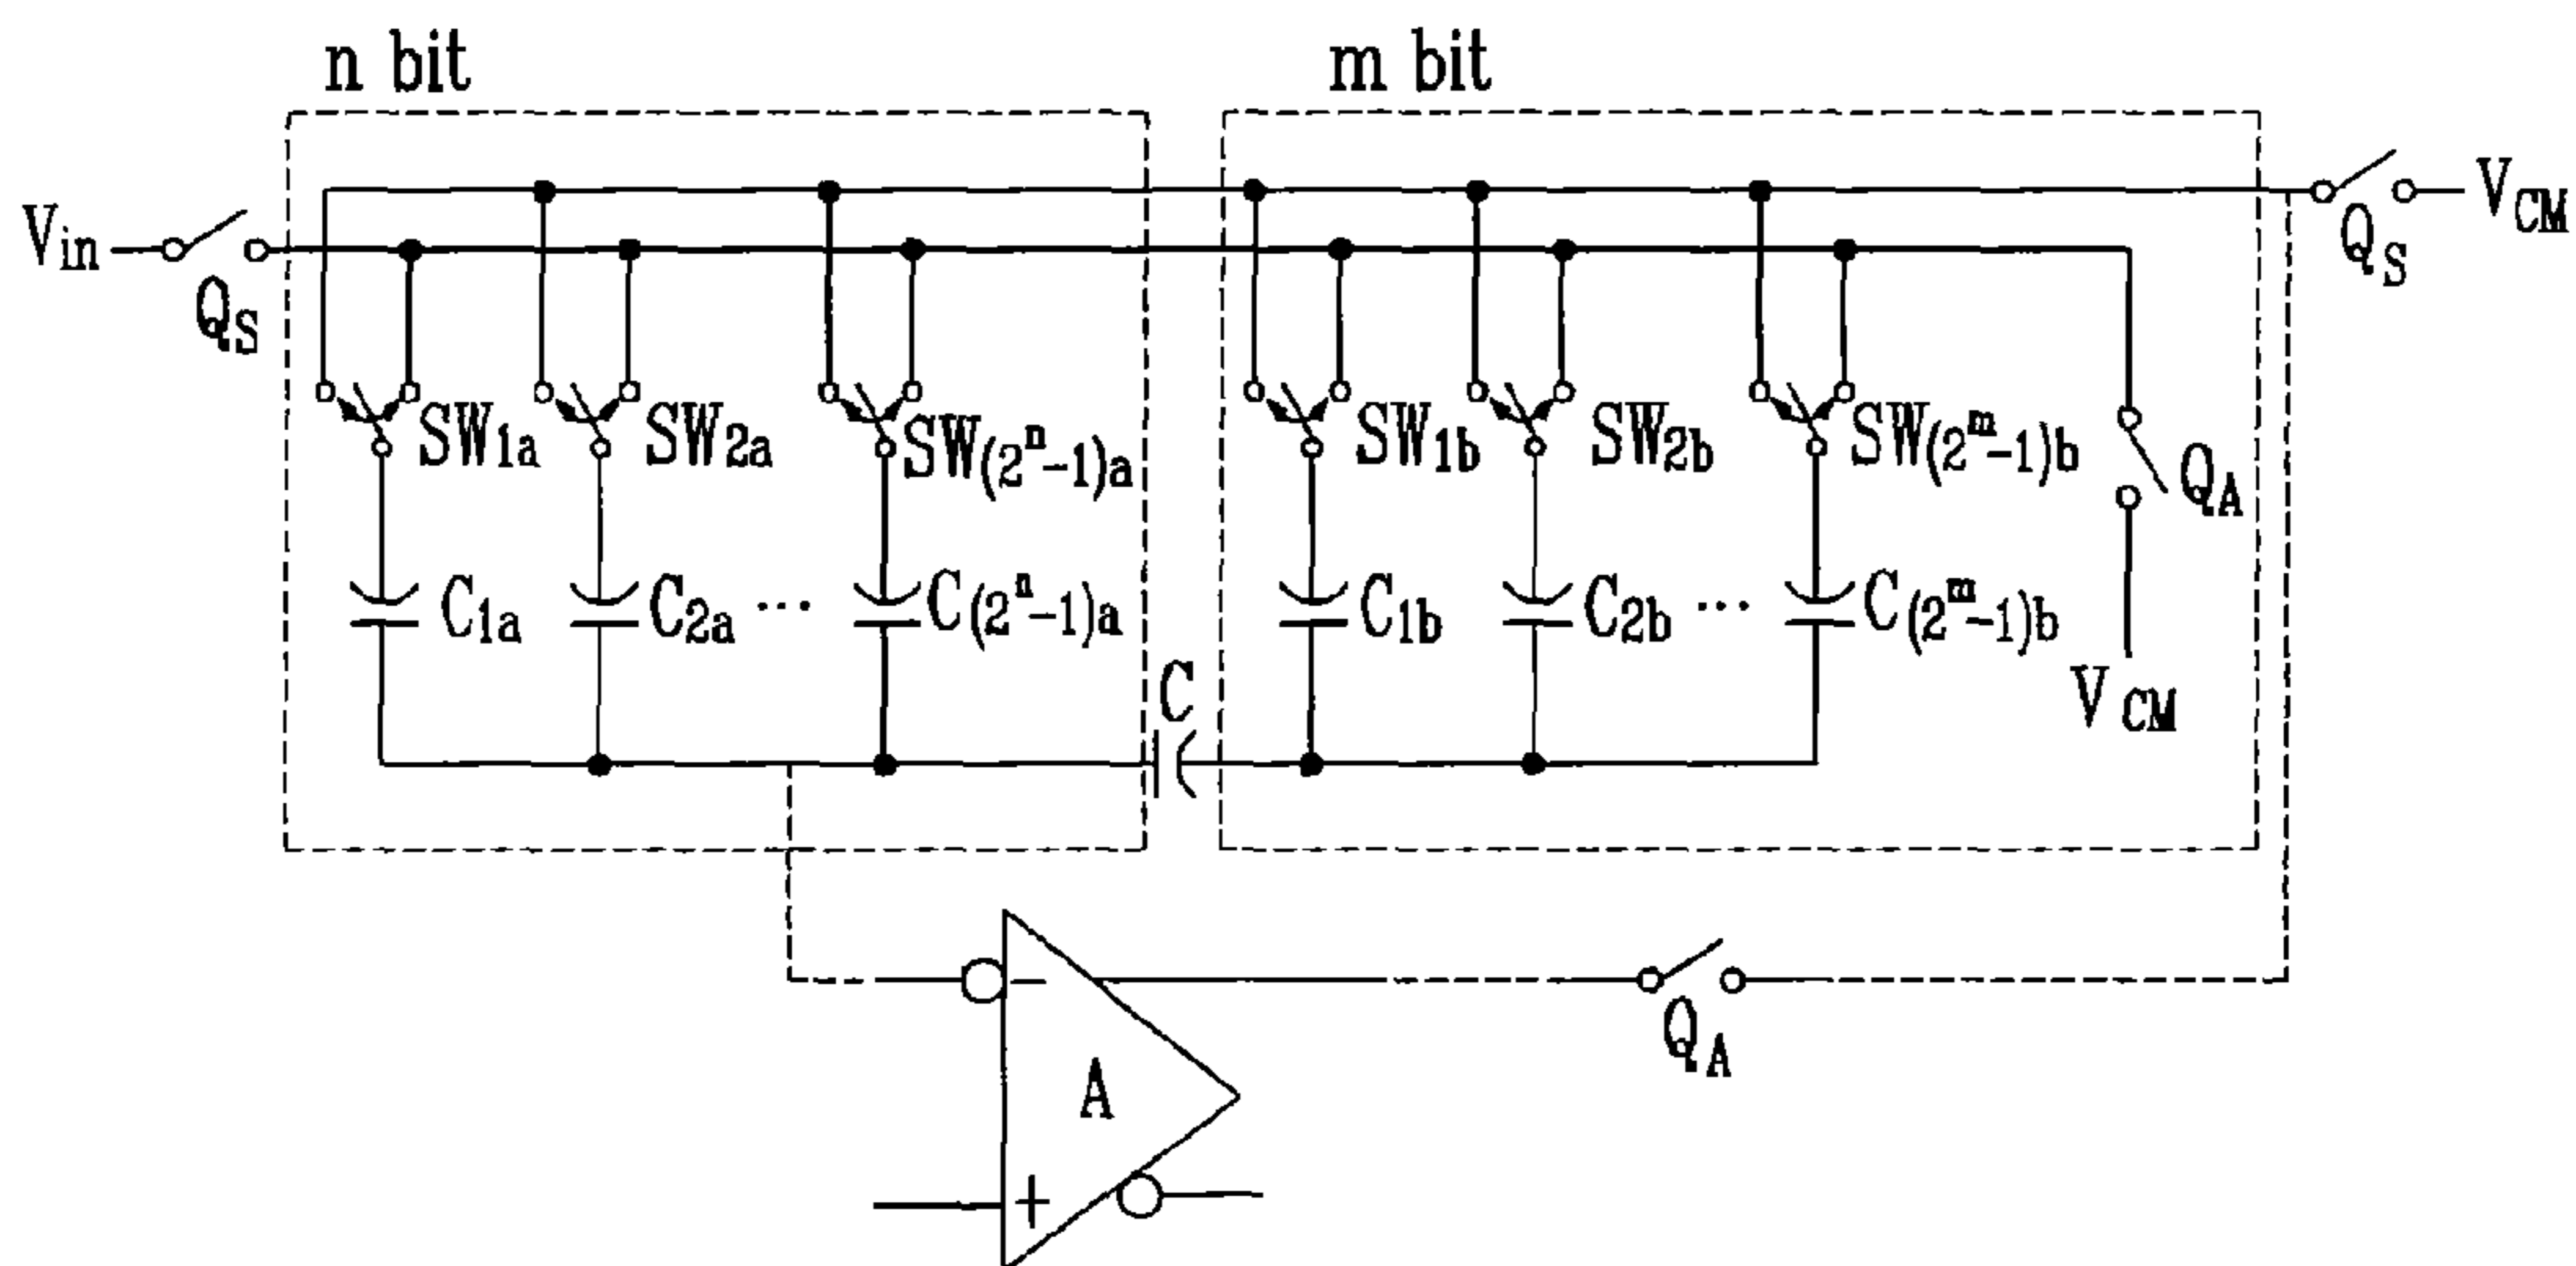 n bit
m bit
Vin
QS
VCM
QS
SW1a
SW2a
SW(2ⁿ-1)a
SW1b
SW2b
SW(2ᵐ-1)b
QA
C1a
C2a
...
C(2ⁿ-1)a
C1b
C2b
...
C(2ᵐ-1)b
VCM
C
QA
−
A
+